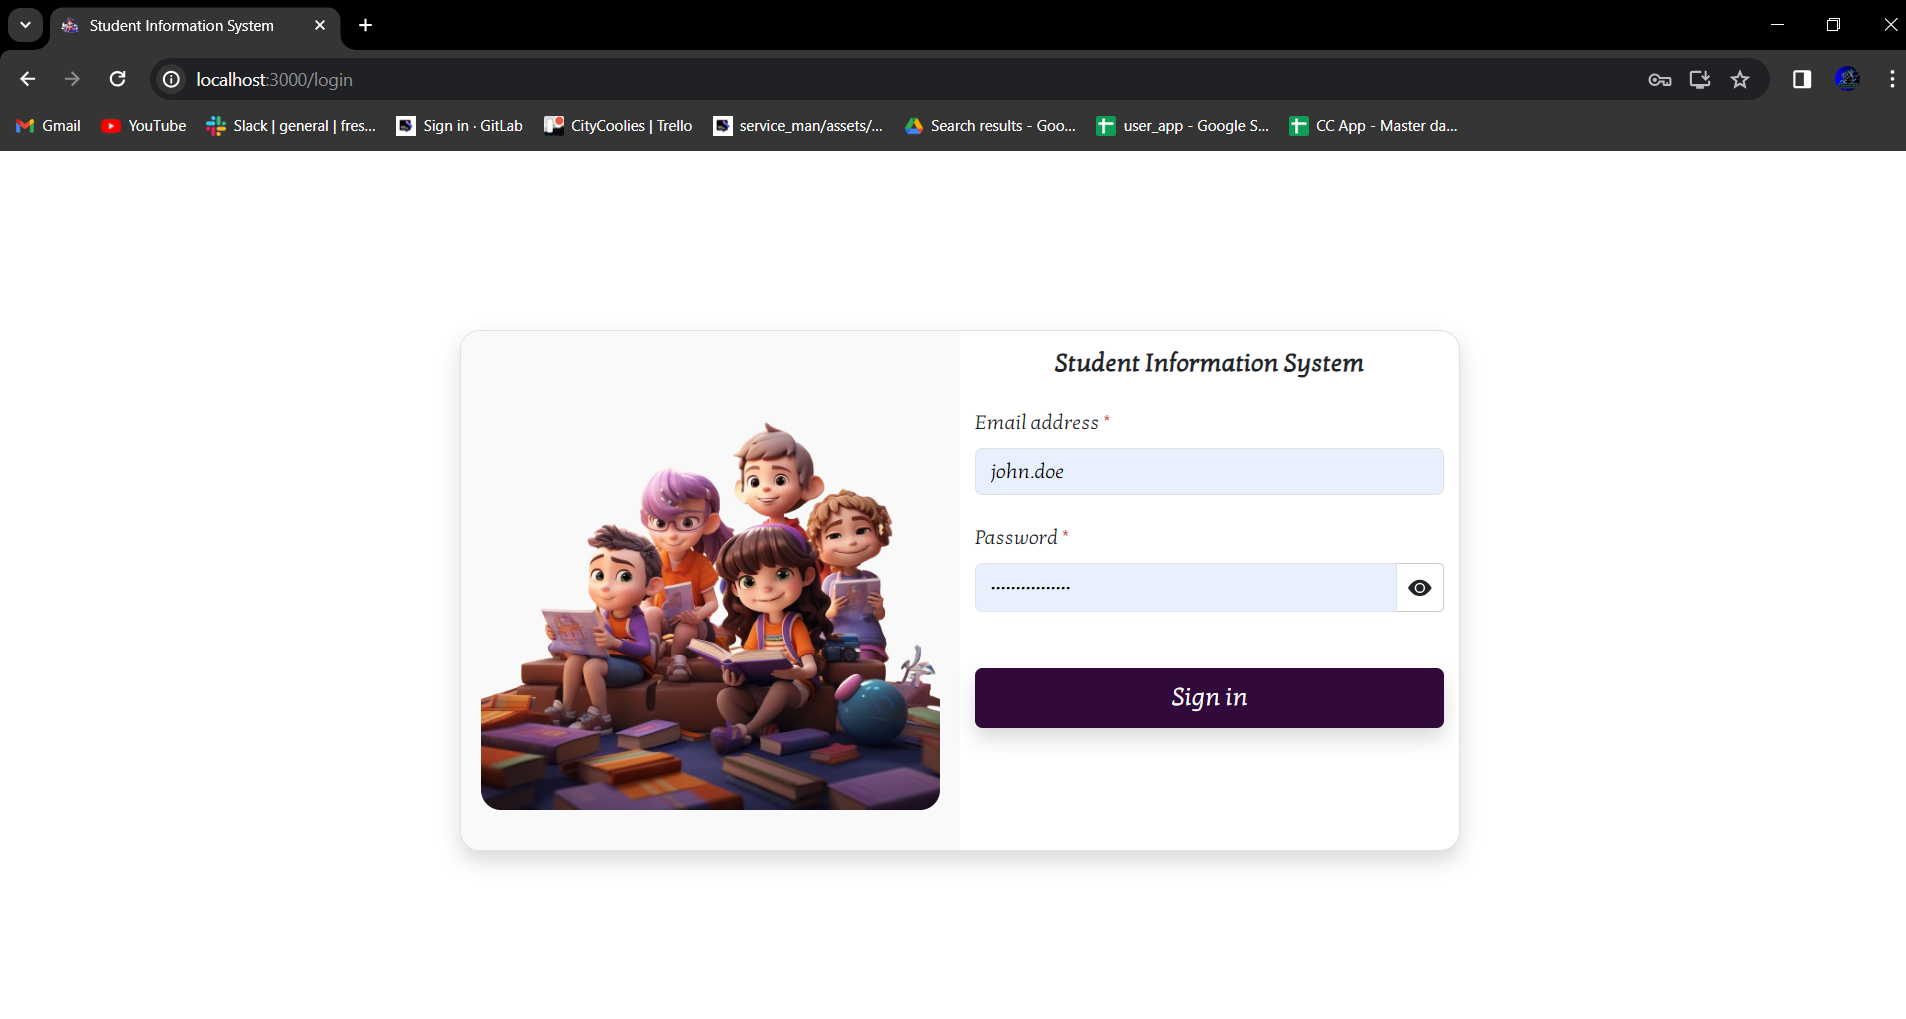 Student Information System
localhost:3000/login
Gmail
YouTube
Slack | general | fres...
Sign in · GitLab
CityCoolies | Trello
service_man/assets/...
Search results - Goo...
user_app - Google S...
CC App - Master da...
Student Information System
Email address *
john.doe
Password *
Sign in